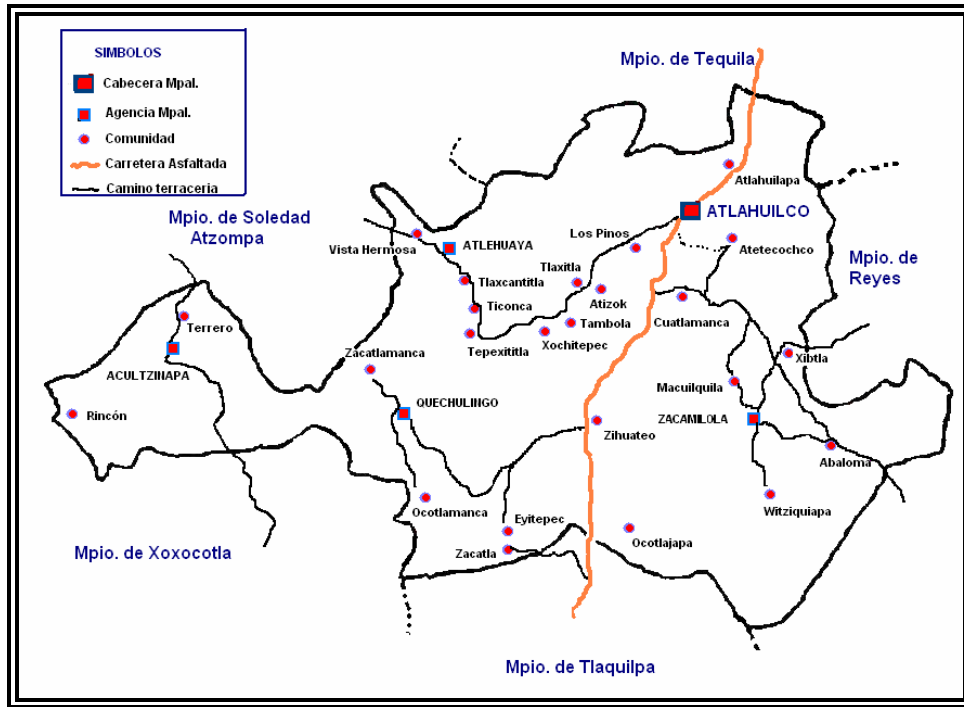 SIMBOLOS
Cabecera Mpal.
Agencia Mpal.
Comunidad
Carretera Asfaltada
Camino terraceria
Mpio. de Tequila
Atlahuilapa
Mpio. de Soledad
Atzompa
ATLAHUILCO
Los Pinos
Vista Hermosa
ATLEHUAYA
Atetecochco
Mpio. de
Reyes
Tlaxitla
Tlaxcantitla
Atizok
Ticonca
Cuatlamanca
Terrero
Tambola
Xochitepec
Tepexititla
Zacatlamanca
Xibtla
ACULTZINAPA
Macuilquila
QUECHULINGO
Rincón
ZACAMILOLA
Zihuateo
Abaloma
Ocotlamanca
Witziquiapa
Eyitepec
Ocotlajapa
Zacatla
Mpio. de Xoxocotla
Mpio. de Tlaquilpa